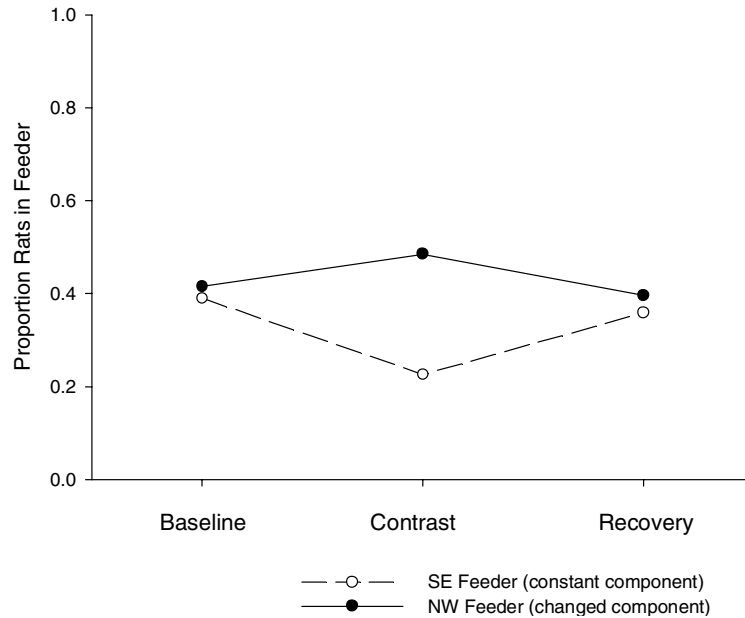 1.0
0.8
0.6
0.4
0.2
0.0
Proportion Rats in Feeder
Baseline Contrast Recovery
SE Feeder (constant component)
NW Feeder (changed component)